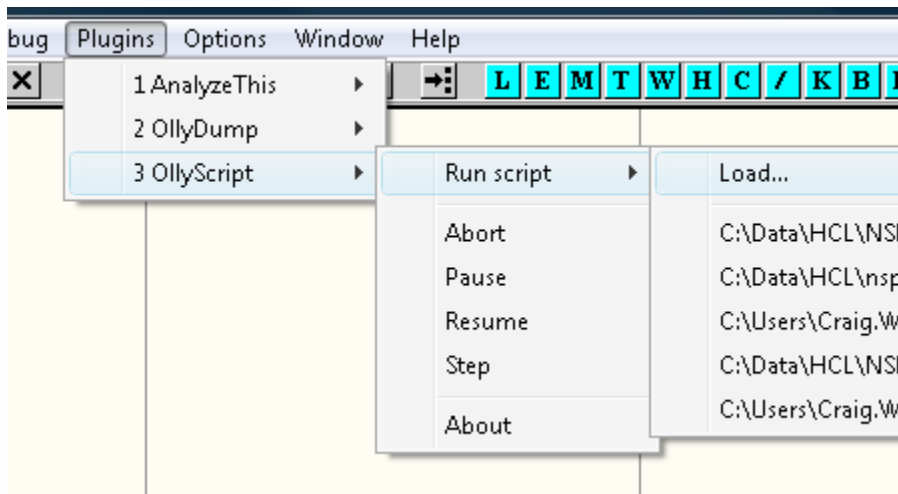 bug Plugins Options Window Help
L E M T W H C / K B
1 AnalyzeThis
2 OllyDump
3 OllyScript
Run script
Load...
Abort
C:\Data\HCL\NS
Pause
C:\Data\HCL\nsp
Resume
C:\Users\Craig.W
Step
C:\Data\HCL\NS
About
C:\Users\Craig.W